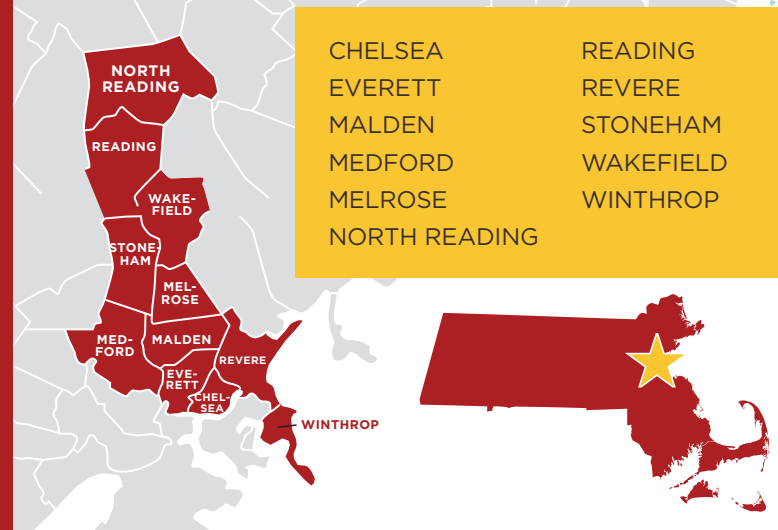 NORTH
READING
READING
WAKE-
FIELD
STONE-
HAM
MEL-
ROSE
MED-
FORD
MALDEN
REVERE
EVE-
RETT
CHEL-
SEA
WINTHROP
CHELSEA
EVERETT
MALDEN
MEDFORD
MELROSE
NORTH READING
READING
REVERE
STONEHAM
WAKEFIELD
WINTHROP